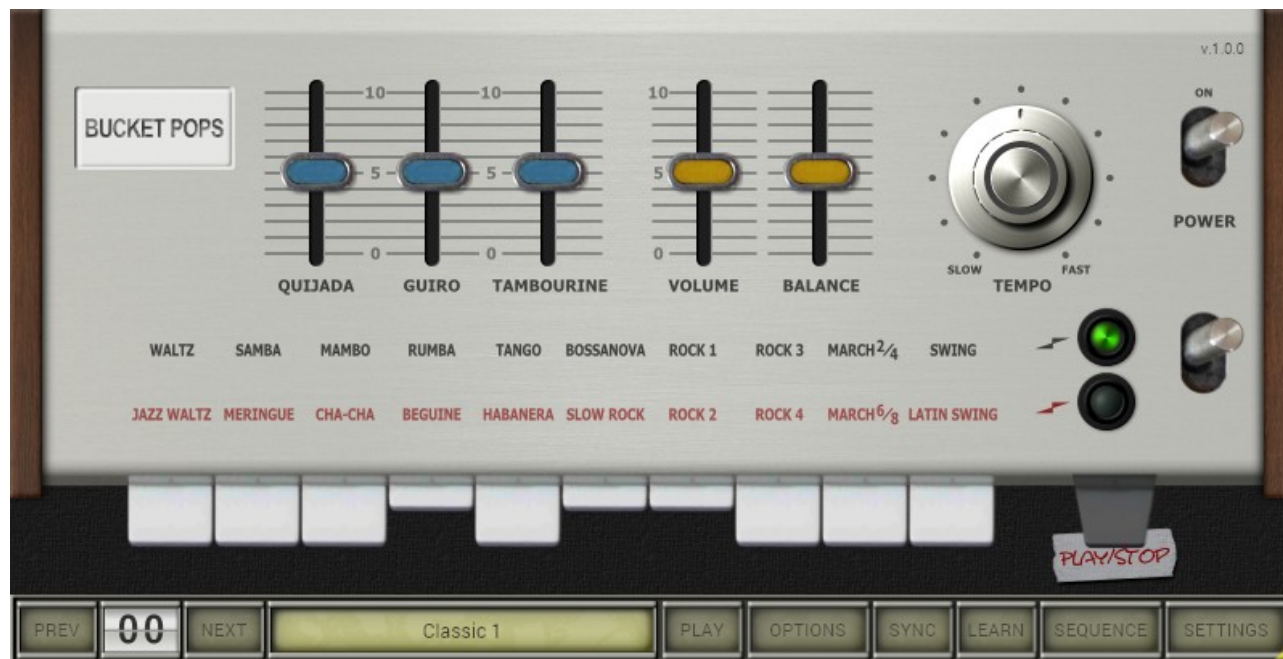 v.1.0.0
ON
BUCKET POPS
10 10 10
5 5 5
0 0 0
POWER
SLOW FAST
QUIJADA GUIRO TAMBOURINE VOLUME BALANCE TEMPO
WALTZ SAMBA MAMBO RUMBA TANGO BOSSANOVA ROCK 1 ROCK 3 MARCH 2/4 SWING
JAZZ WALTZ MERINGUE CHA-CHA BEGUINE HABANERA SLOW ROCK ROCK 2 ROCK 4 MARCH 6/8 LATIN SWING
PLAY/STOP
PREV 00 NEXT Classic 1 PLAY OPTIONS SYNC LEARN SEQUENCE SETTINGS